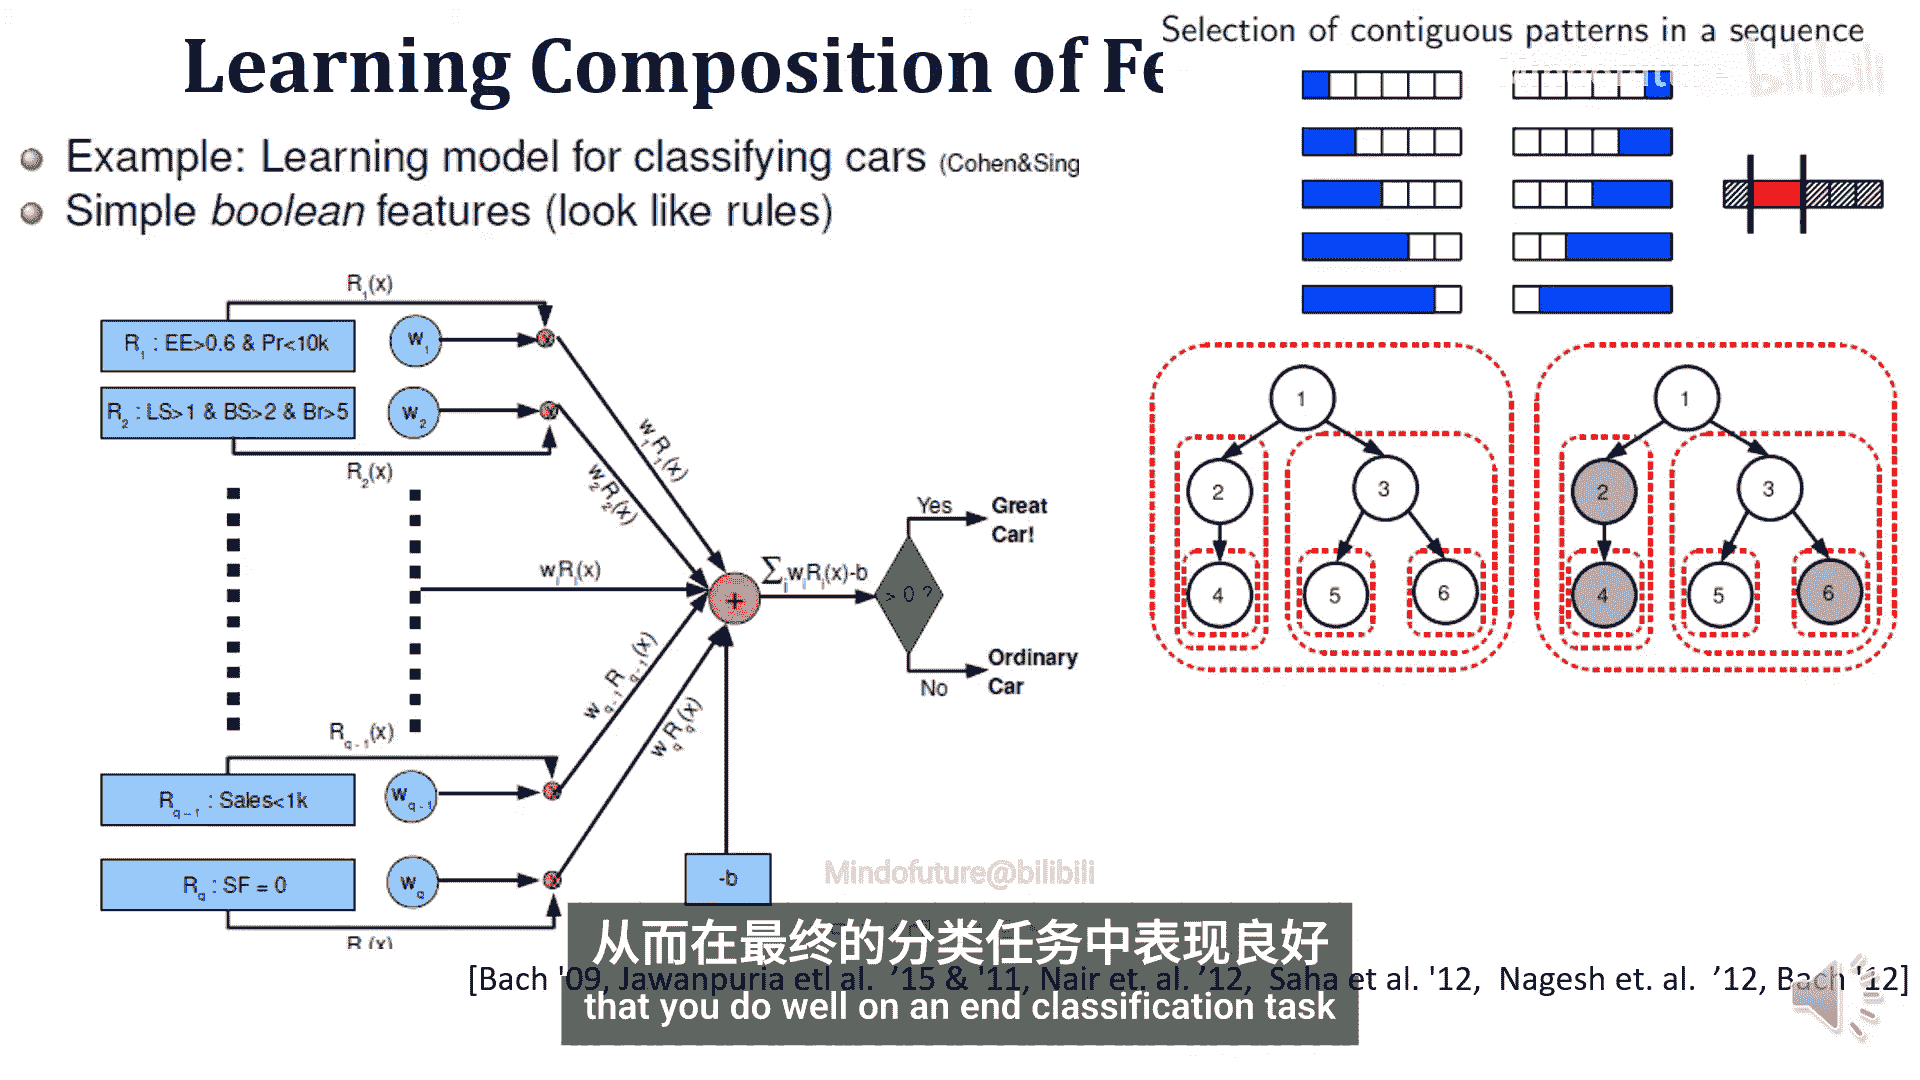 Learning Composition of Fe
Selection of contiguous patterns in a sequence
bilibili
Example: Learning model for classifying cars (Cohen&Sing
Simple boolean features (look like rules)
R1(x)
R1 : EE>0.6 & Pr<10k
w1
R2 : LS>1 & BS>2 & Br>5
w2
R2(x)
w1R1(x)
w2R2(x)
wiRi(x)
+
∑iwiRi(x)-b
> 0 ?
Yes
Great
Car!
No
Ordinary
Car
wq-1Rq-1(x)
wqRq(x)
Rq-1(x)
Rq-1 : Sales<1k
wq-1
Rq : SF = 0
wq
-b
1
2
3
4
5
6
1
2
3
4
5
6
Mindofuture@bilibili
从而在最终的分类任务中表现良好
[Bach '09, Jawanpuria etl al. ’15 & '11, Nair et. al. ’12, Saha et al. '12, Nagesh et. al. ’12, Bach '12]
that you do well on an end classification task